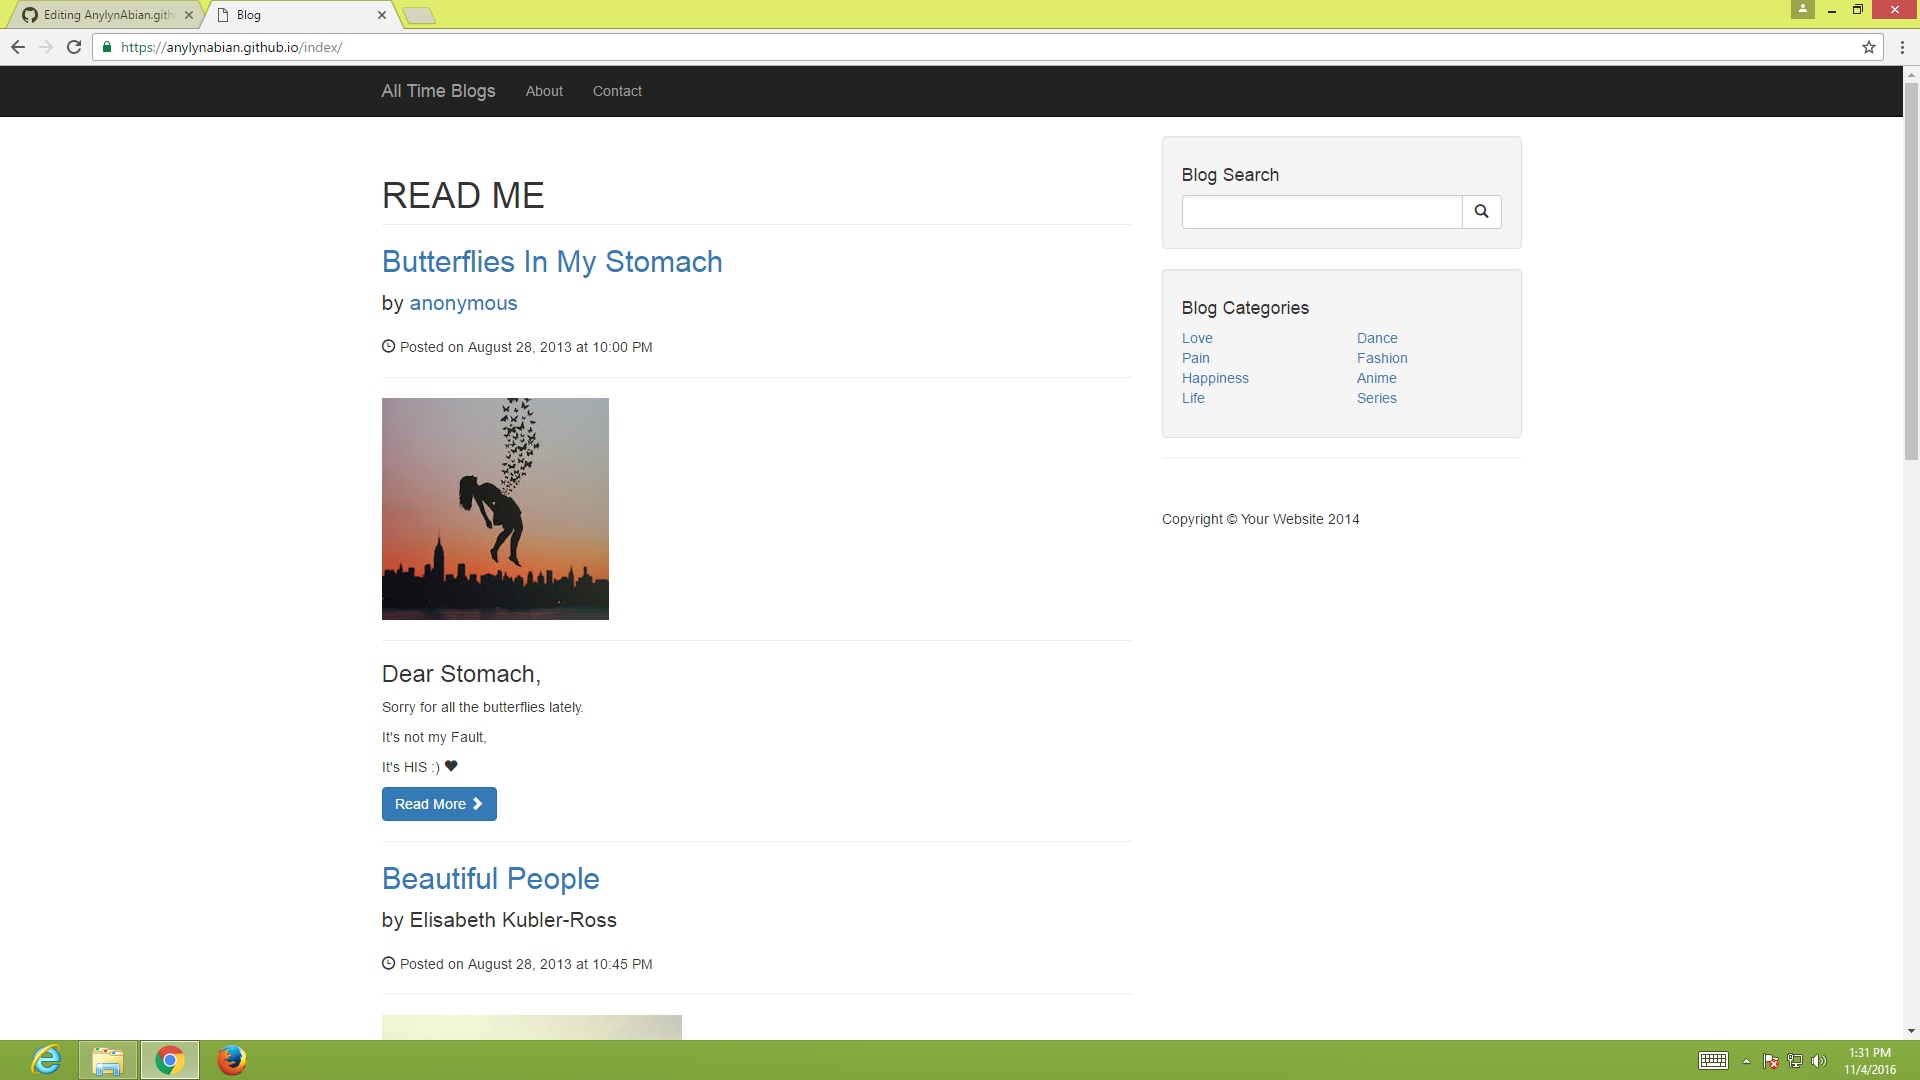 Editing AnylynAbian.gith
Blog
https://anylynabian.github.io/index/
All Time Blogs About Contact
READ ME
Butterflies In My Stomach
by anonymous
Posted on August 28, 2013 at 10:00 PM
Dear Stomach,
Sorry for all the butterflies lately.
It's not my Fault,
It's HIS :) ♥
Read More
Beautiful People
by Elisabeth Kubler-Ross
Posted on August 28, 2013 at 10:45 PM
Blog Search
Blog Categories
Love Dance
Pain Fashion
Happiness Anime
Life Series
Copyright © Your Website 2014
1:31 PM
11/4/2016